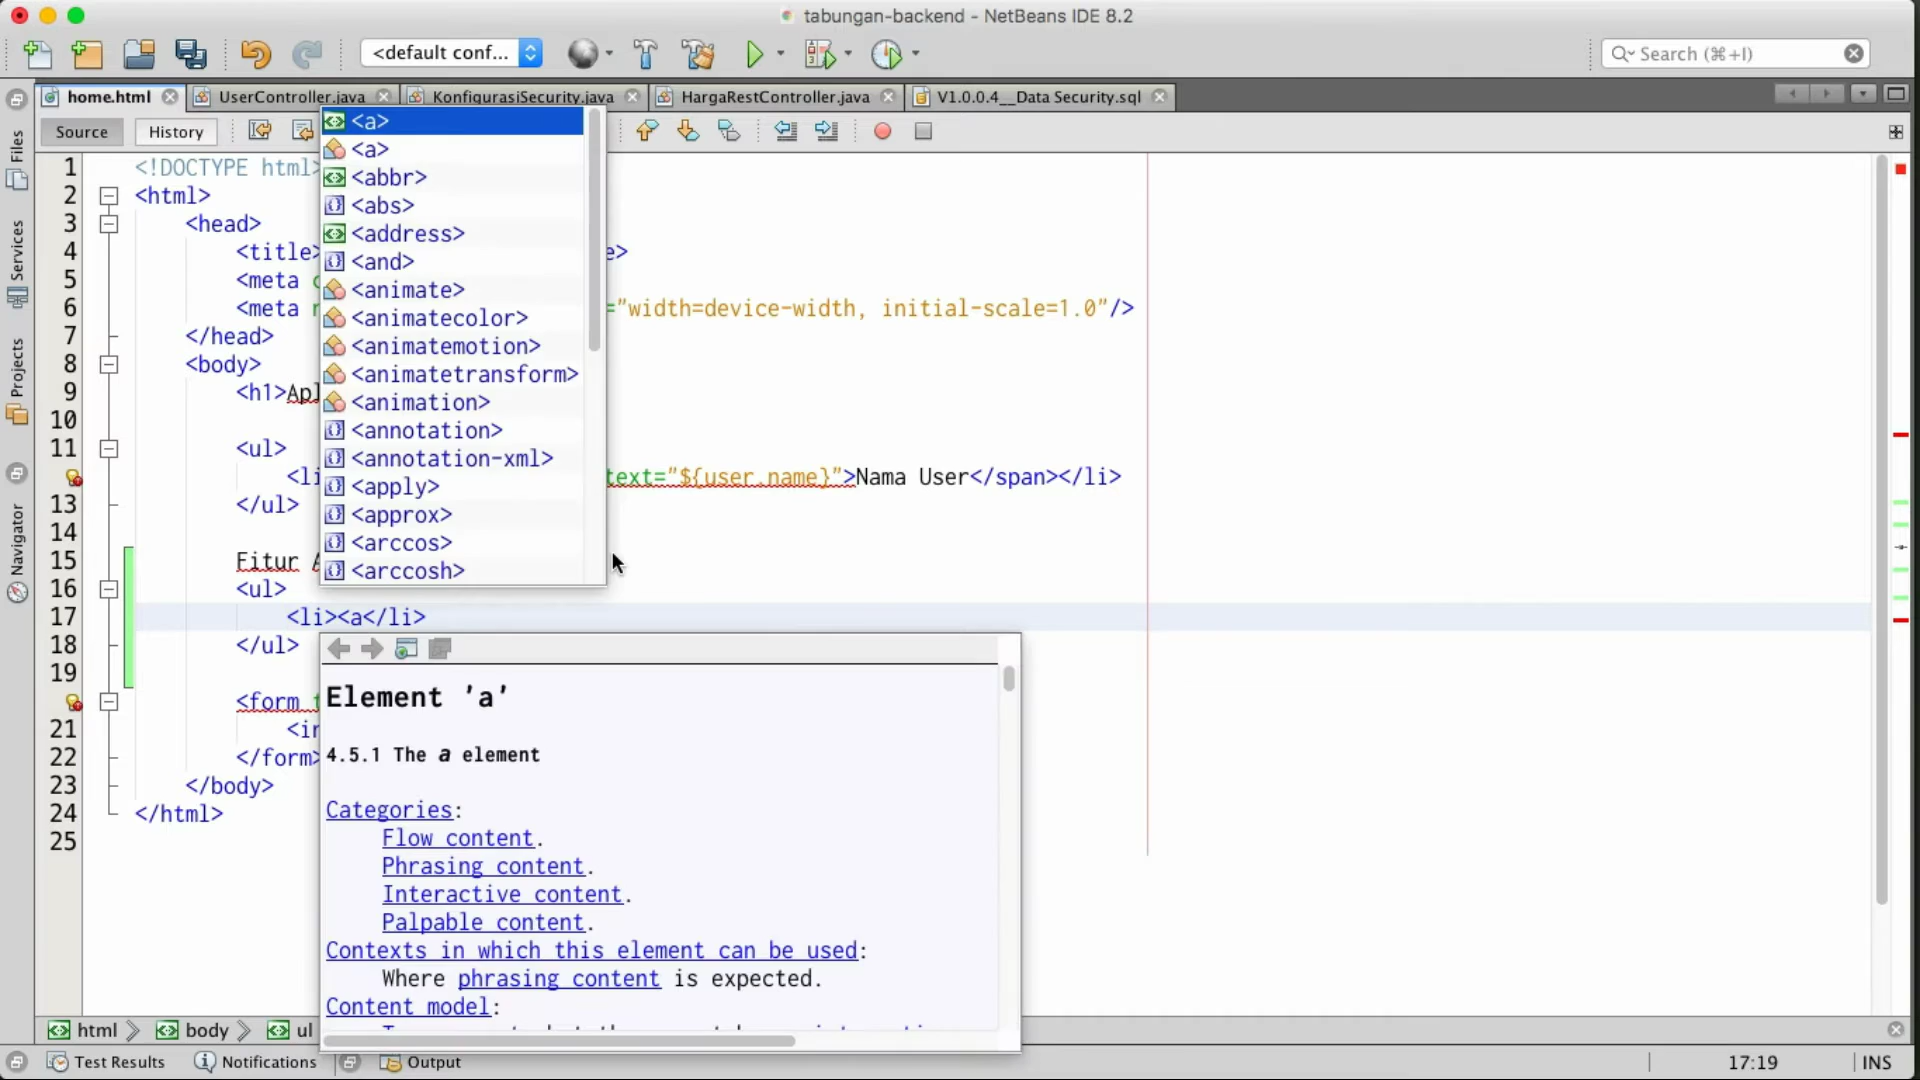 tabungan-backend - NetBeans IDE 8.2
<default conf...
Search (⌘+I)
home.html
UserController.java
KonfigurasiSecurity.java
HargaRestController.java
V1.0.0.4__Data Security.sql
Source
History
Files
Services
Projects
Navigator
<a>
<a>
<abbr>
<abs>
<address>
<and>
<animate>
<animatecolor>
<animatemotion>
<animatetransform>
<animation>
<annotation>
<annotation-xml>
<apply>
<approx>
<arccos>
<arccosh>
1 <!DOCTYPE html>
2 <html>
3 <head>
4 <title> e>
5 <meta
6 <meta ="width=device-width, initial-scale=1.0"/>
7 </head>
8 <body>
9 <h1>Apl
10
11 <ul>
<li text="${user.name}">Nama User</span></li>
13 </ul>
14
15 Fitur A
16 <ul>
17 <li><a</li>
18 </ul>
19
<form t
21 <in
22 </form>
23 </body>
24 </html>
25
Element 'a'
4.5.1 The a element
Categories:
Flow content.
Phrasing content.
Interactive content.
Palpable content.
Contexts in which this element can be used:
Where phrasing content is expected.
Content model:
html
body
ul
Test Results
Notifications
Output
17:19
INS